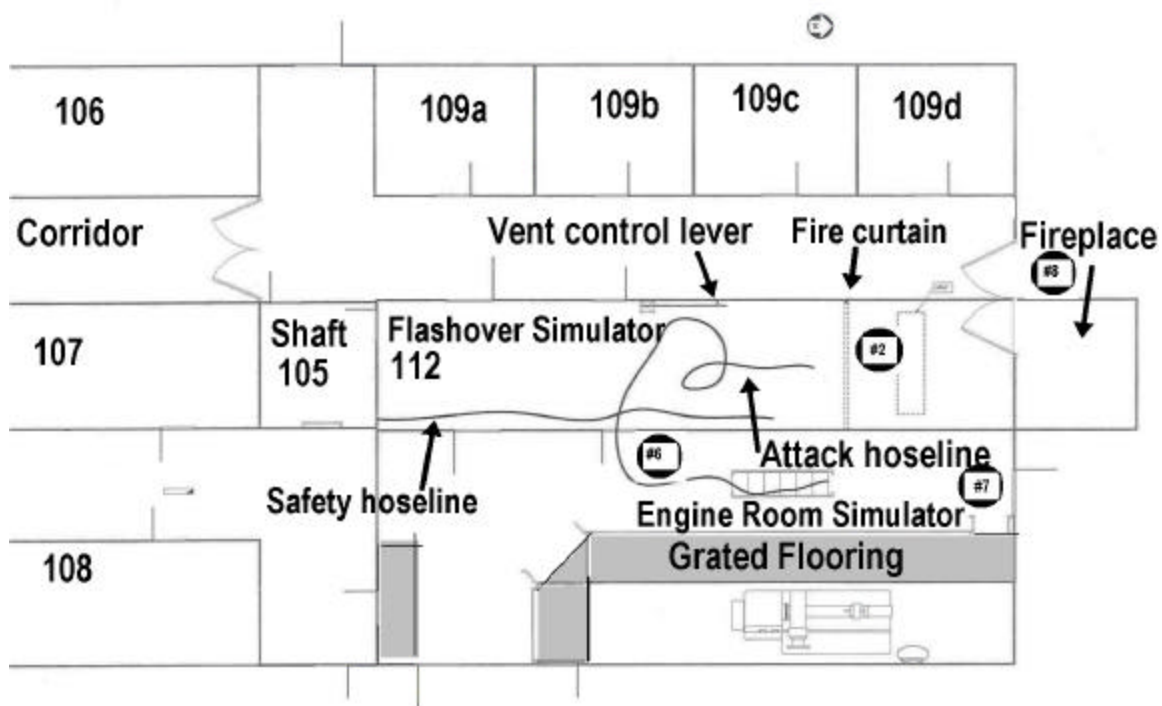 106
109a
109b
109c
109d
Corridor
Vent control lever
Fire curtain
Fireplace
#8
107
Shaft
105
Flashover Simulator
112
#2
#6
Attack hoseline
#7
Safety hoseline
Engine Room Simulator
108
Grated Flooring